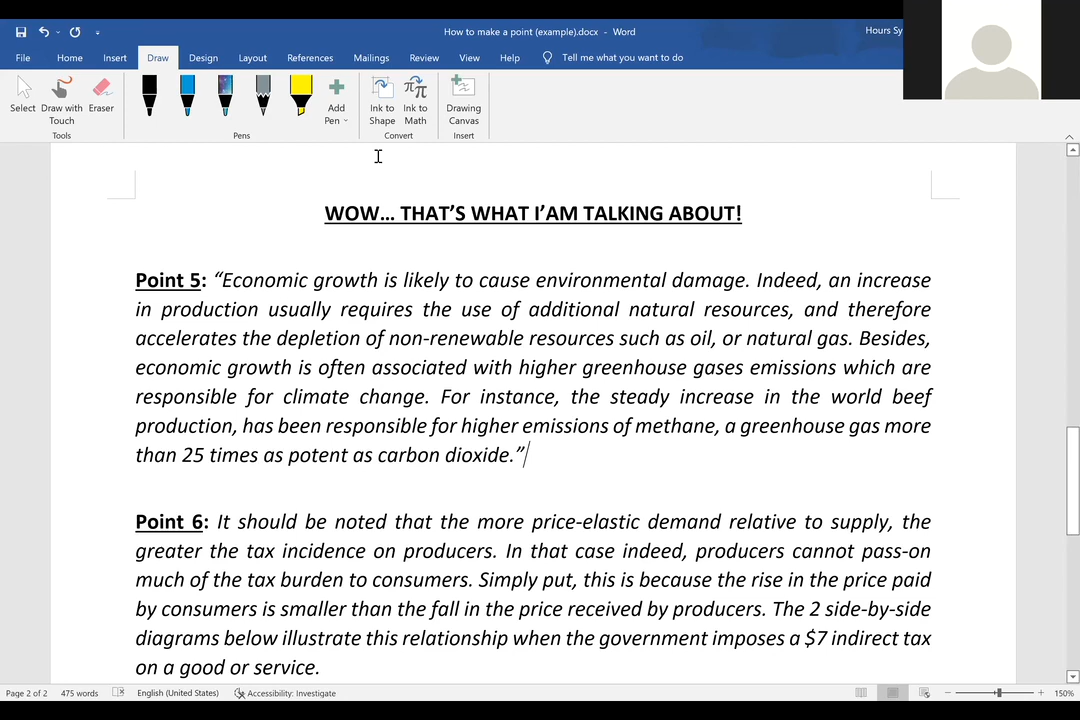 How to make a point (example).docx - Word
Hours Sy
File Home Insert Draw Design Layout References Mailings Review View Help Tell me what you want to do
Select
Draw with Touch
Eraser
Add Pen
Ink to Shape
Ink to Math
Drawing Canvas
Tools Pens Convert Insert
WOW... THAT'S WHAT I'AM TALKING ABOUT!
Point 5: “Economic growth is likely to cause environmental damage. Indeed, an increase
in production usually requires the use of additional natural resources, and therefore
accelerates the depletion of non-renewable resources such as oil, or natural gas. Besides,
economic growth is often associated with higher greenhouse gases emissions which are
responsible for climate change. For instance, the steady increase in the world beef
production, has been responsible for higher emissions of methane, a greenhouse gas more
than 25 times as potent as carbon dioxide.”
Point 6: It should be noted that the more price-elastic demand relative to supply, the
greater the tax incidence on producers. In that case indeed, producers cannot pass-on
much of the tax burden to consumers. Simply put, this is because the rise in the price paid
by consumers is smaller than the fall in the price received by producers. The 2 side-by-side
diagrams below illustrate this relationship when the government imposes a $7 indirect tax
on a good or service.
Page 2 of 2 475 words English (United States) Accessibility: Investigate 150%